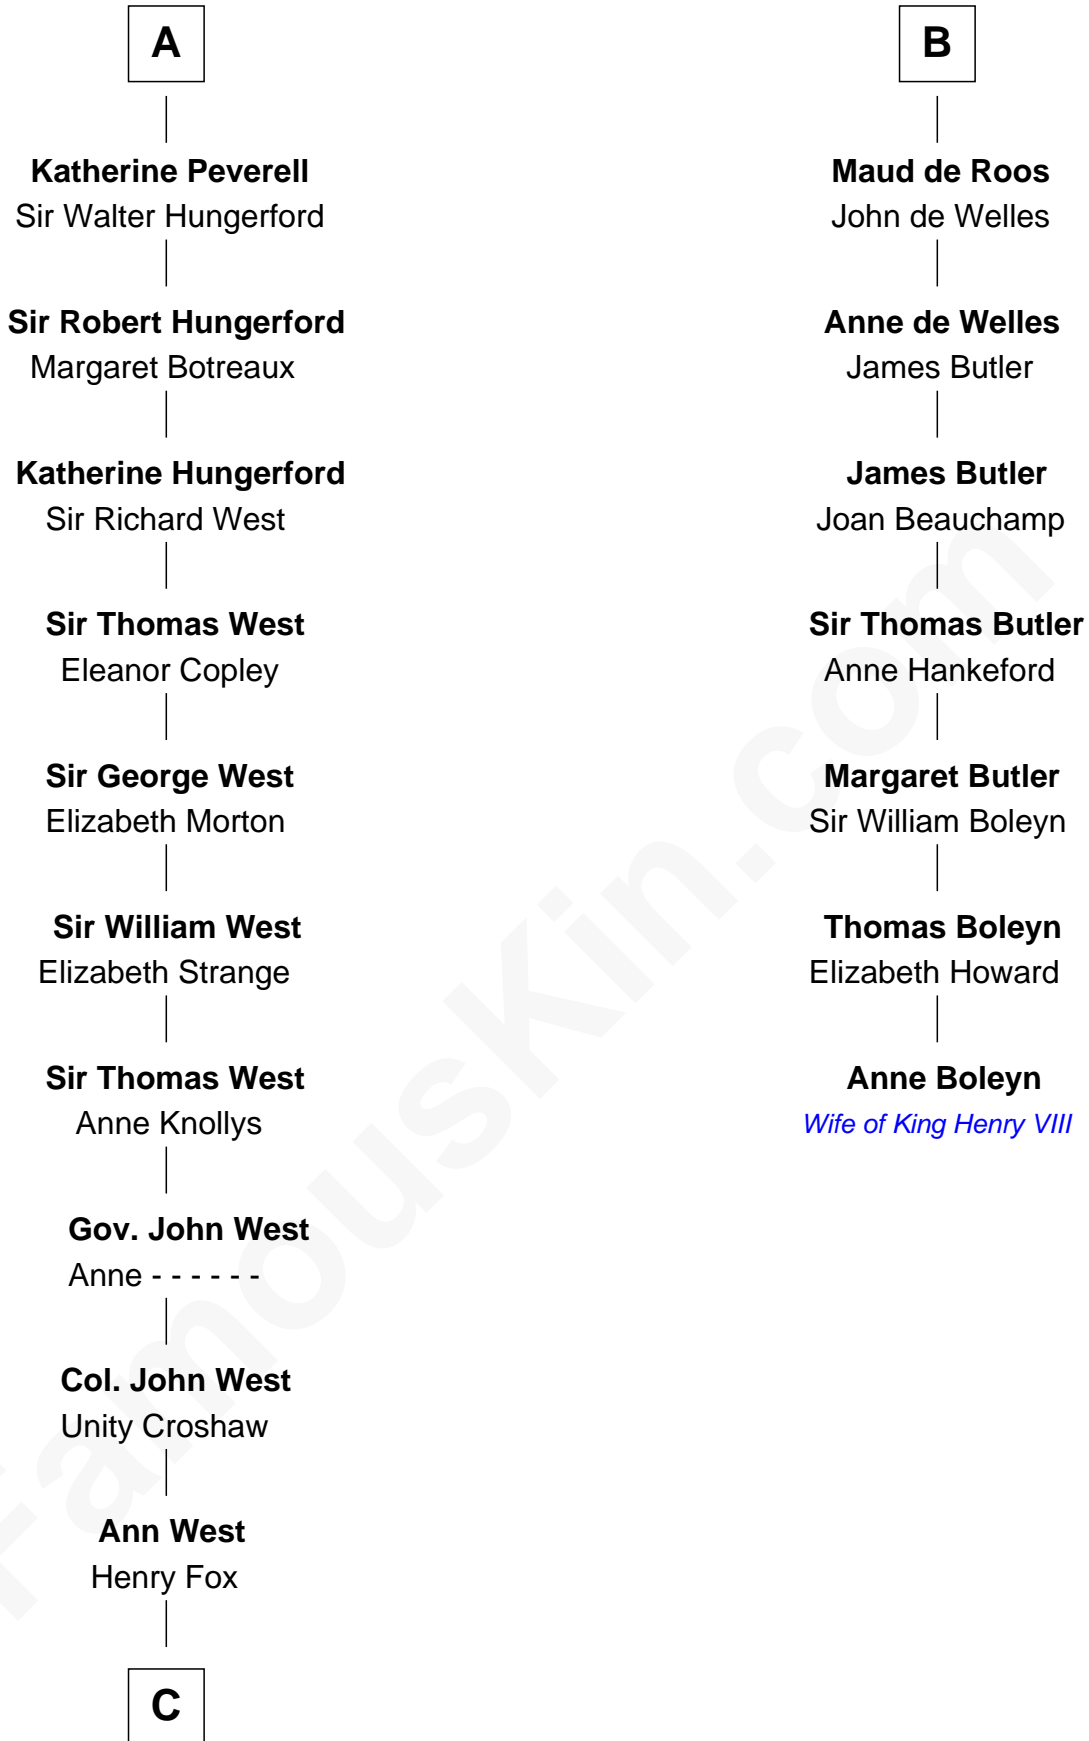 A
Katherine Peverell
Sir Walter Hungerford
Sir Robert Hungerford
Margaret Botreaux
Katherine Hungerford
Sir Richard West
Sir Thomas West
Eleanor Copley
Sir George West
Elizabeth Morton
Sir William West
Elizabeth Strange
Sir Thomas West
Anne Knollys
Gov. John West
Anne - - - - - -
Col. John West
Unity Croshaw
Ann West
Henry Fox
C
B
Maud de Roos
John de Welles
Anne de Welles
James Butler
James Butler
Joan Beauchamp
Sir Thomas Butler
Anne Hankeford
Margaret Butler
Sir William Boleyn
Thomas Boleyn
Elizabeth Howard
Anne Boleyn
Wife of King Henry VIII
FamousKin.com